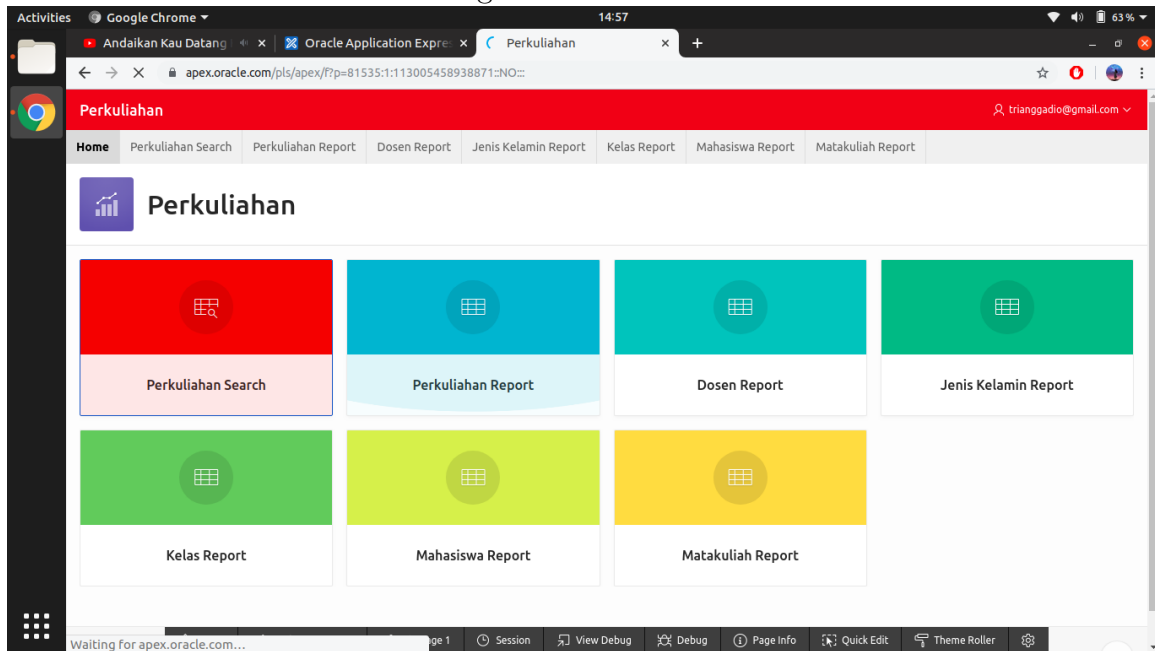 Activities Google Chrome 14:57 63 %
Andaikan Kau Datang Oracle Application Expres Perkuliahan
apex.oracle.com/pls/apex/f?p=81535:1:113005458938871::NO:::
Perkuliahan trianggadio@gmail.com
Home Perkuliahan Search Perkuliahan Report Dosen Report Jenis Kelamin Report Kelas Report Mahasiswa Report Matakuliah Report
Perkuliahan
Perkuliahan Search Perkuliahan Report Dosen Report Jenis Kelamin Report
Kelas Report Mahasiswa Report Matakuliah Report
Waiting for apex.oracle.com... ge 1 Session View Debug Debug Page Info Quick Edit Theme Roller